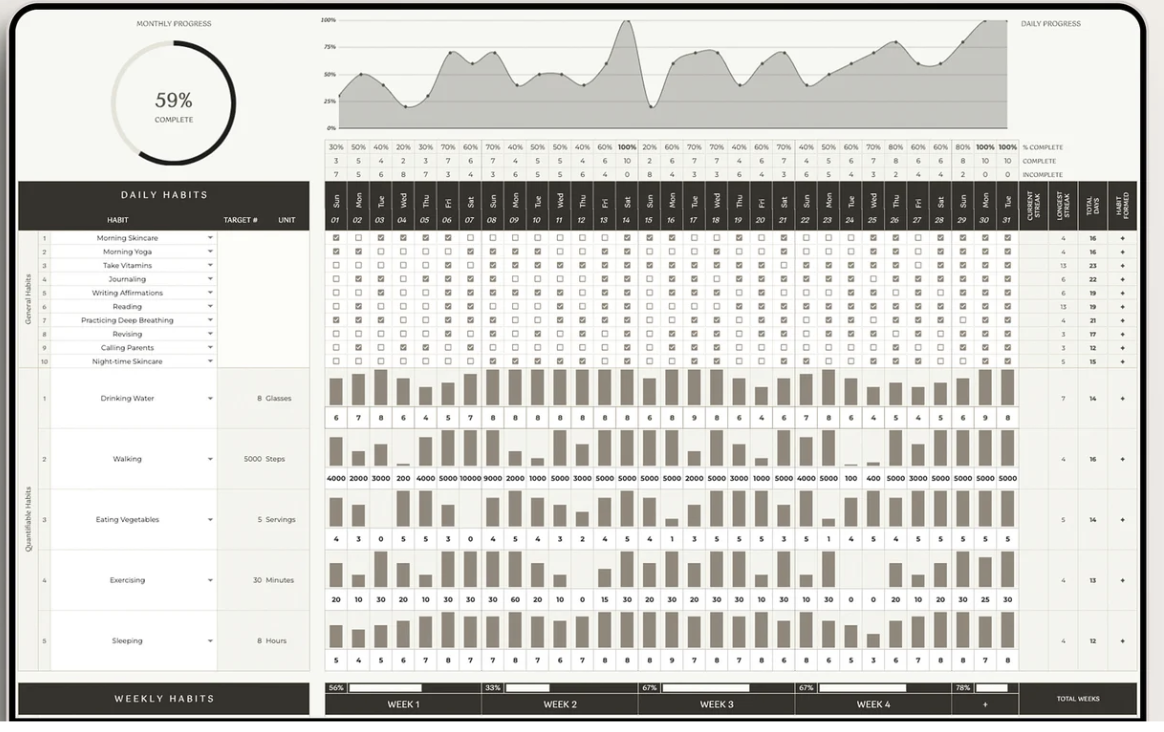 MONTHLY PROGRESS
59%
COMPLETE
100%
75%
50%
25%
0%
DAILY PROGRESS
30% 50% 40% 20% 30% 70% 60% 70% 40% 50% 50% 40% 60% 100% 20% 60% 70% 70% 40% 60% 70% 40% 50% 60% 70% 80% 60% 60% 80% 100% 100% % COMPLETE
3 5 4 2 3 7 6 7 4 5 5 4 6 10 2 6 7 7 4 6 7 4 5 6 7 8 6 6 8 10 10 COMPLETE
7 5 6 8 7 3 4 3 6 5 5 6 4 0 8 4 3 3 6 4 3 6 5 4 3 2 4 4 2 0 0 INCOMPLETE
DAILY HABITS
HABIT TARGET # UNIT
Sun Mon Tue Wed Thu Fri Sat Sun Mon Tue Wed Thu Fri Sat Sun Mon Tue Wed Thu Fri Sat Sun Mon Tue Wed Thu Fri Sat Sun Mon Tue
01 02 03 04 05 06 07 08 09 10 11 12 13 14 15 16 17 18 19 20 21 22 23 24 25 26 27 28 29 30 31
CURRENT STREAK
LONGEST STREAK
TOTAL DAYS
HABIT FORMED
General Habits
1 Morning Skincare 4 16 +
2 Morning Yoga 4 16 +
3 Take Vitamins 13 23 +
4 Journaling 6 22 +
5 Writing Affirmations 6 19 +
6 Reading 13 19 +
7 Practicing Deep Breathing 4 21 +
8 Revising 3 17 +
9 Calling Parents 3 12 +
10 Night-time Skincare 5 15 +
Quantifiable Habits
1 Drinking Water 8 Glasses 7 14 +
6 7 8 6 4 5 7 8 8 8 8 8 8 8 6 8 9 8 6 4 6 7 8 6 4 5 4 5 6 9 8
2 Walking 5000 Steps 4 16 +
4000 2000 3000 200 4000 5000 10000 9000 2000 1000 5000 3000 5000 5000 5000 5000 2000 5000 3000 1000 5000 4000 5000 100 400 5000 3000 5000 5000 5000 5000
3 Eating Vegetables 5 Servings 5 14 +
4 3 0 5 5 3 0 4 5 4 3 2 4 5 4 1 3 5 5 5 3 5 1 4 5 4 5 5 5 5 5
4 Exercising 30 Minutes 4 13 +
20 10 30 20 10 30 30 30 60 20 10 0 15 30 20 30 20 30 30 10 30 10 30 0 0 20 10 20 30 25 30
5 Sleeping 8 Hours 4 12 +
5 4 5 6 7 8 7 7 8 7 6 7 8 8 8 9 7 8 7 8 6 8 6 5 3 6 7 8 8 7 8
WEEKLY HABITS
56% 33% 67% 67% 78%
WEEK 1 WEEK 2 WEEK 3 WEEK 4 +
TOTAL WEEKS